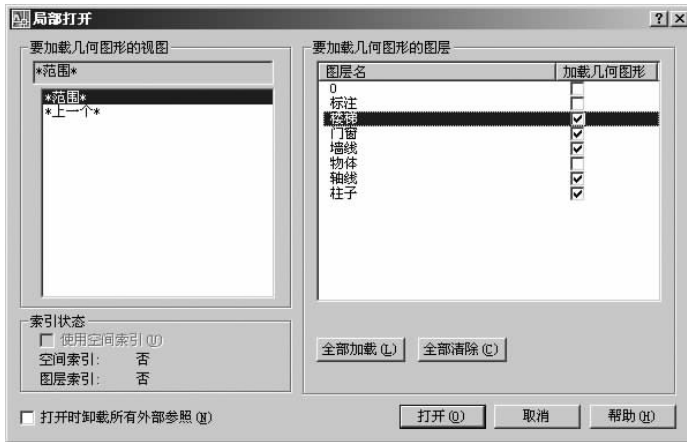 局部打开
要加载几何图形的视图
*范围*
*范围*
*上一个*
索引状态
使用空间索引(U)
空间索引: 否
图层索引: 否
打开时卸载所有外部参照(N)
要加载几何图形的图层
图层名 加载几何图形
0
标注
楼梯
门窗
墙线
物体
轴线
柱子
全部加载(L) 全部清除(C)
打开(O) 取消 帮助(H)